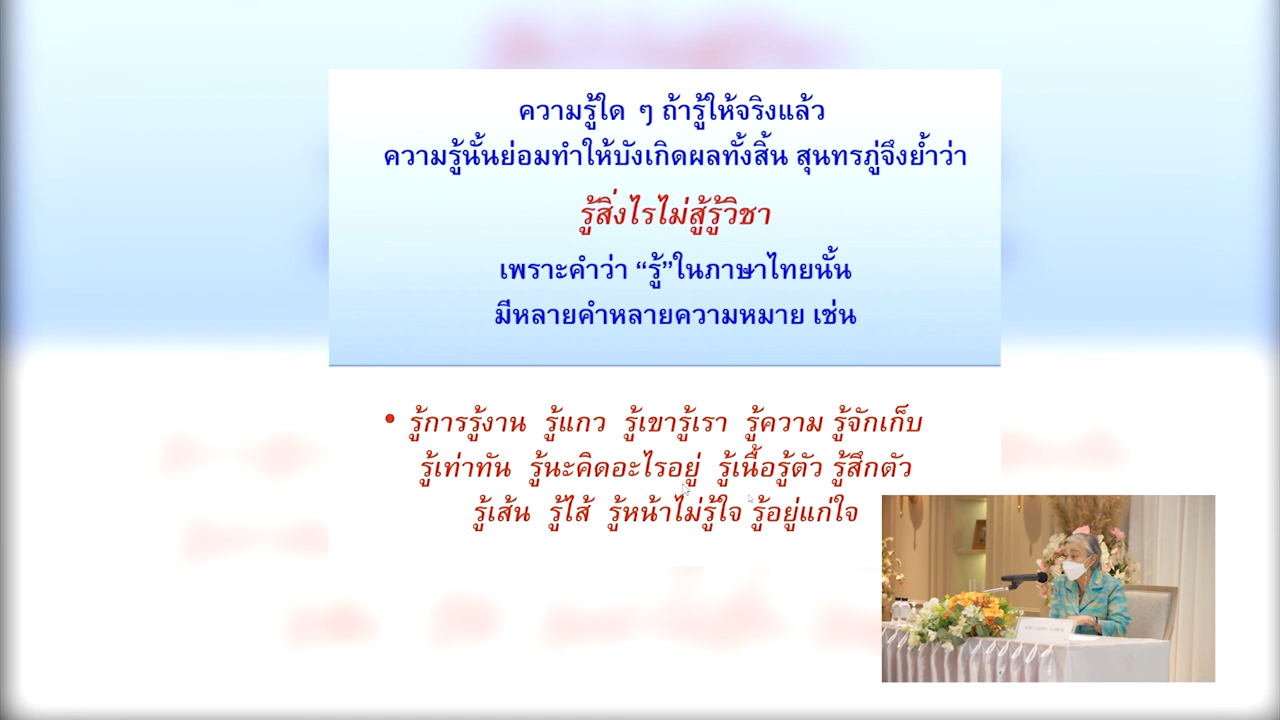 ความรู้ใด ๆ ถ้ารู้ให้จริงแล้ว
ความรู้นั้นย่อมทำให้บังเกิดผลทั้งสิ้น สุนทรภู่จึงย้ำว่า
รู้สิ่งไรไม่สู้รู้วิชา
เพราะคำว่า “รู้”ในภาษาไทยนั้น
มีหลายคำหลายความหมาย เช่น
• รู้การรู้งาน รู้แกว รู้เขารู้เรา รู้ความ รู้จักเก็บ
รู้เท่าทัน รู้นะคิดอะไรอยู่ รู้เนื้อรู้ตัว รู้สึกตัว
รู้เส้น รู้ไส้ รู้หน้าไม่รู้ใจ รู้อยู่แก่ใจ